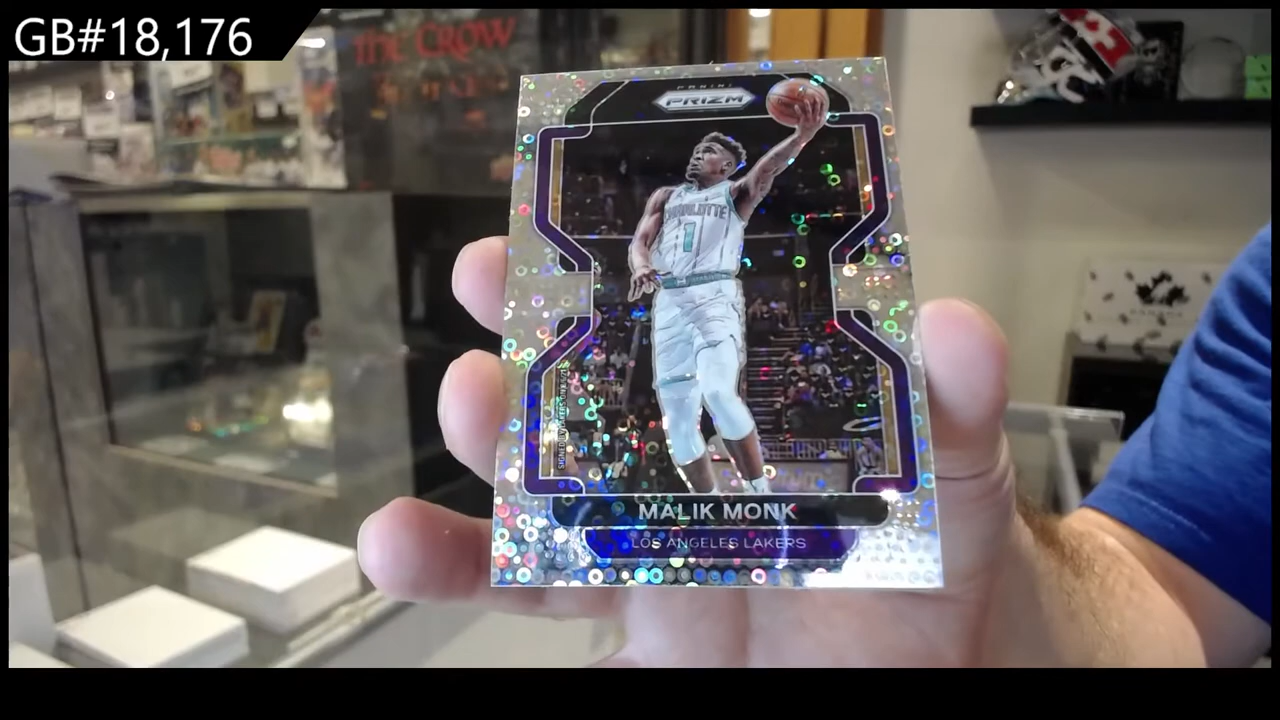 GB#18,176
THE CROW
PANINI
PRIZM
CHARLOTTE
1
MALIK MONK
LOS ANGELES LAKERS